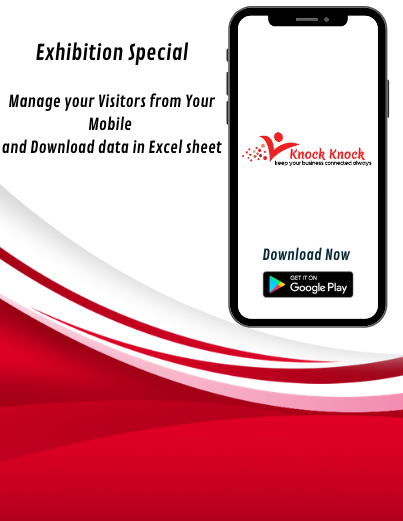 Exhibition Special
Manage your Visitors from Your
Mobile
and Download data in Excel sheet
Knock Knock
keep your business connected always
Download Now
GET IT ON
Google Play